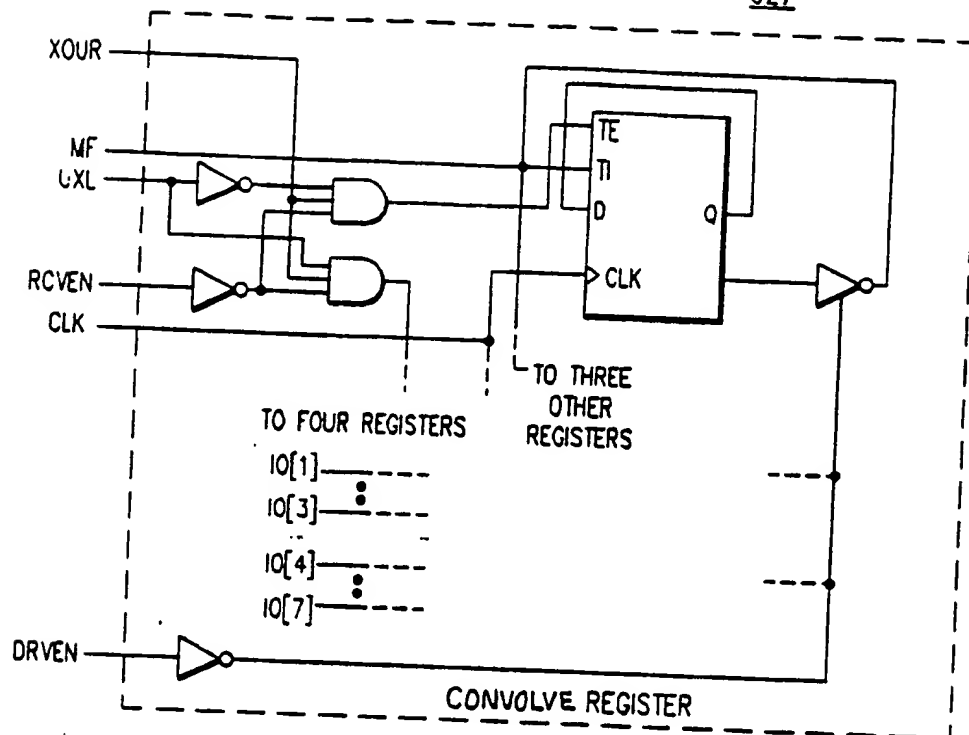 XOUR
MF
RCVEN
CLK
TE
TI
D
Q
CLK
TO THREE
OTHER
REGISTERS
TO FOUR REGISTERS
IO[1]
IO[3]
IO[4]
IO[7]
DRVEN
CONVOLVE REGISTER